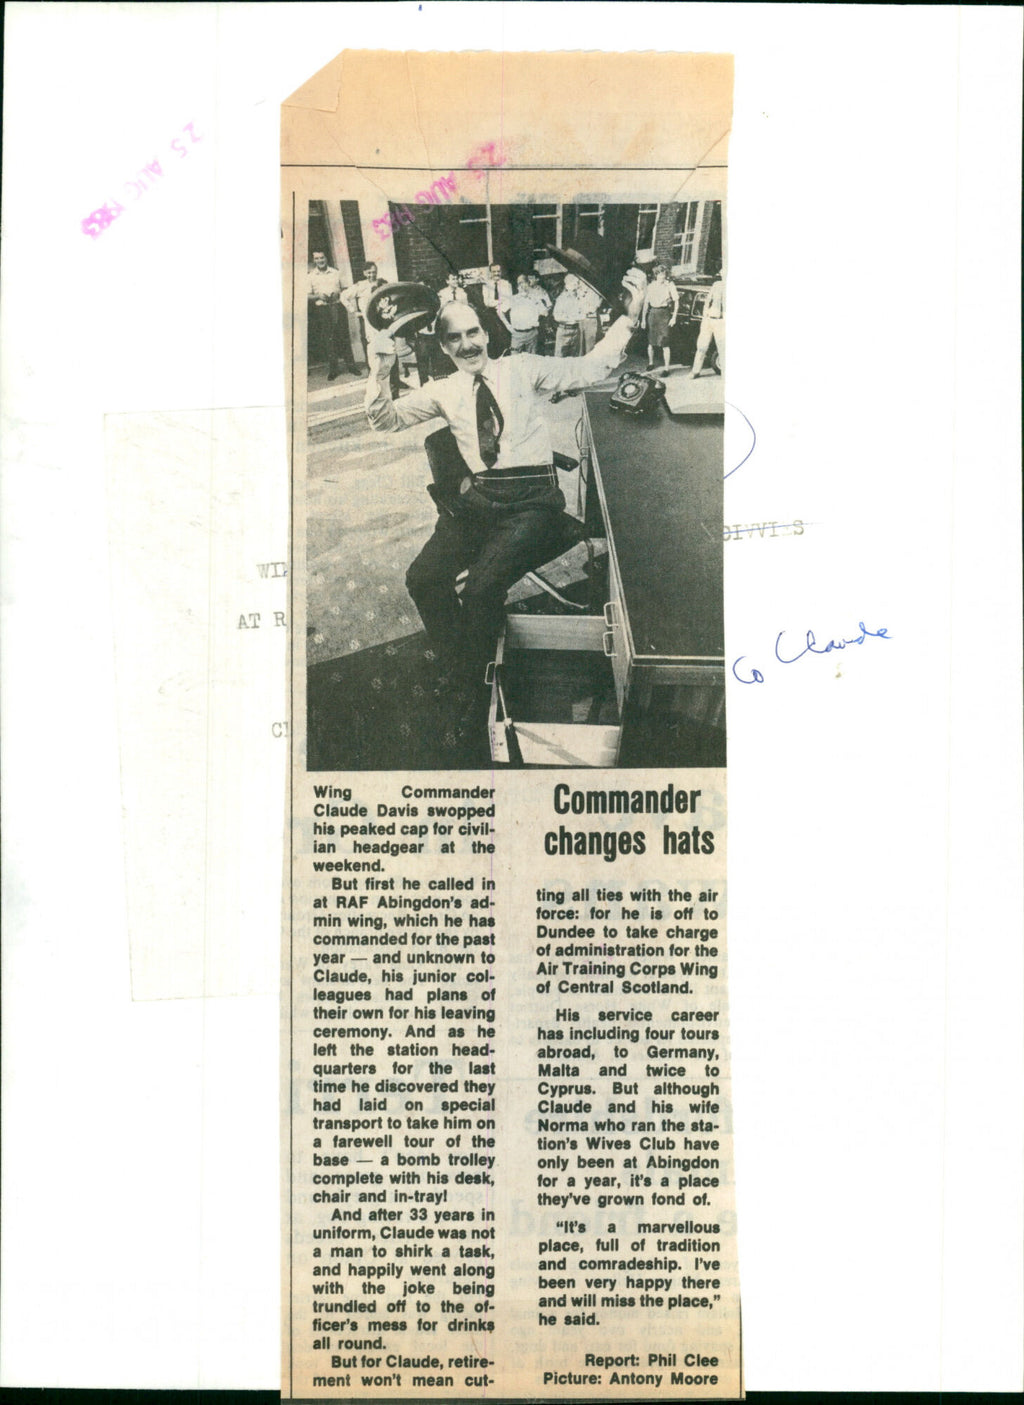 25 AUG 1983
25 AUG 1983
WI
AT R
S
Co Claude
Wing Commander
Claude Davis swopped
his peaked cap for civil-
ian headgear at the
weekend.
But first he called in
at RAF Abingdon's ad-
min wing, which he has
commanded for the past
year — and unknown to
Claude, his junior col-
leagues had plans of
their own for his leaving
ceremony. And as he
left the station head-
quarters for the last
time he discovered they
had laid on special
transport to take him on
a farewell tour of the
base — a bomb trolley
complete with his desk,
chair and in-tray!
And after 33 years in
uniform, Claude was not
a man to shirk a task,
and happily went along
with the joke being
trundled off to the of-
ficer's mess for drinks
all round.
But for Claude, retire-
ment won't mean cut-
Commander
changes hats
ting all ties with the air
force: for he is off to
Dundee to take charge
of administration for the
Air Training Corps Wing
of Central Scotland.
His service career
has including four tours
abroad, to Germany,
Malta and twice to
Cyprus. But although
Claude and his wife
Norma who ran the sta-
tion's Wives Club have
only been at Abingdon
for a year, it's a place
they've grown fond of.
"It's a marvellous
place, full of tradition
and comradeship. I've
been very happy there
and will miss the place,"
he said.
Report: Phil Clee
Picture: Antony Moore